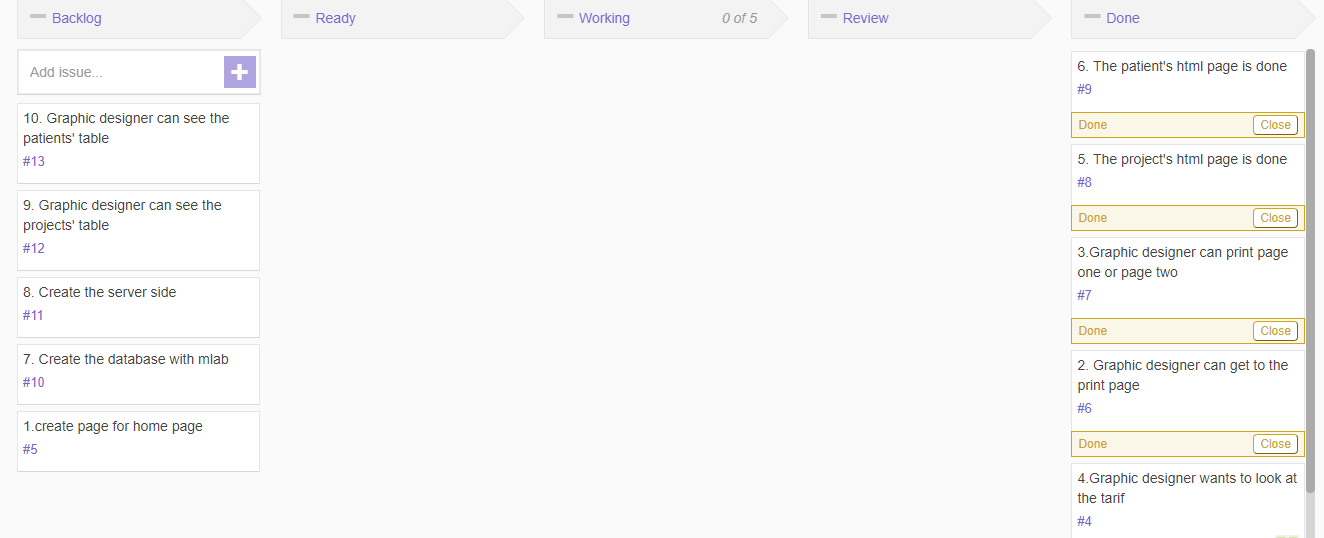 Backlog
Ready
Working
0 of 5
Review
Done
Add issue...
10. Graphic designer can see the
patients' table
#13
9. Graphic designer can see the
projects' table
#12
8. Create the server side
#11
7. Create the database with mlab
#10
1.create page for home page
#5
6. The patient's html page is done
#9
Done
Close
5. The project's html page is done
#8
Done
Close
3.Graphic designer can print page
one or page two
#7
Done
Close
2. Graphic designer can get to the
print page
#6
Done
Close
4.Graphic designer wants to look at
the tarif
#4